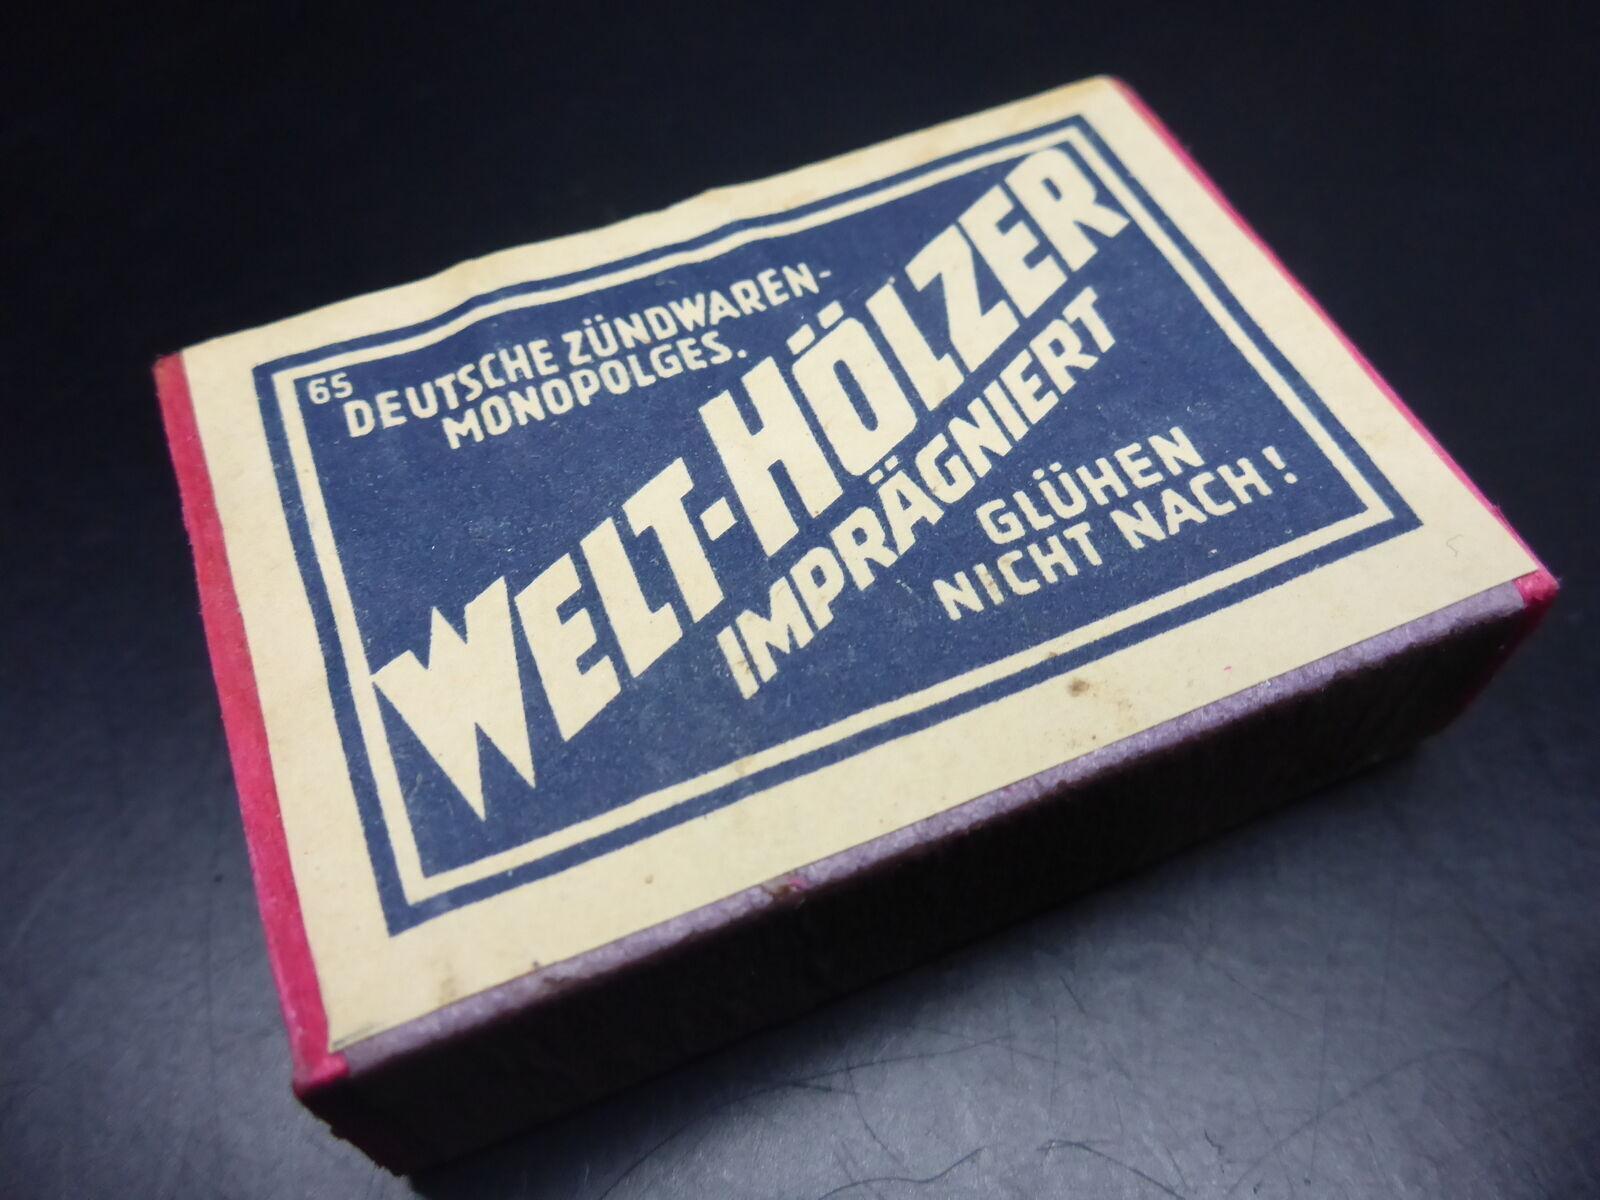 65
DEUTSCHE ZÜNDWAREN-
MONOPOLGES.
WELT-HÖLZER
IMPRÄGNIERT
GLÜHEN
NICHT NACH!